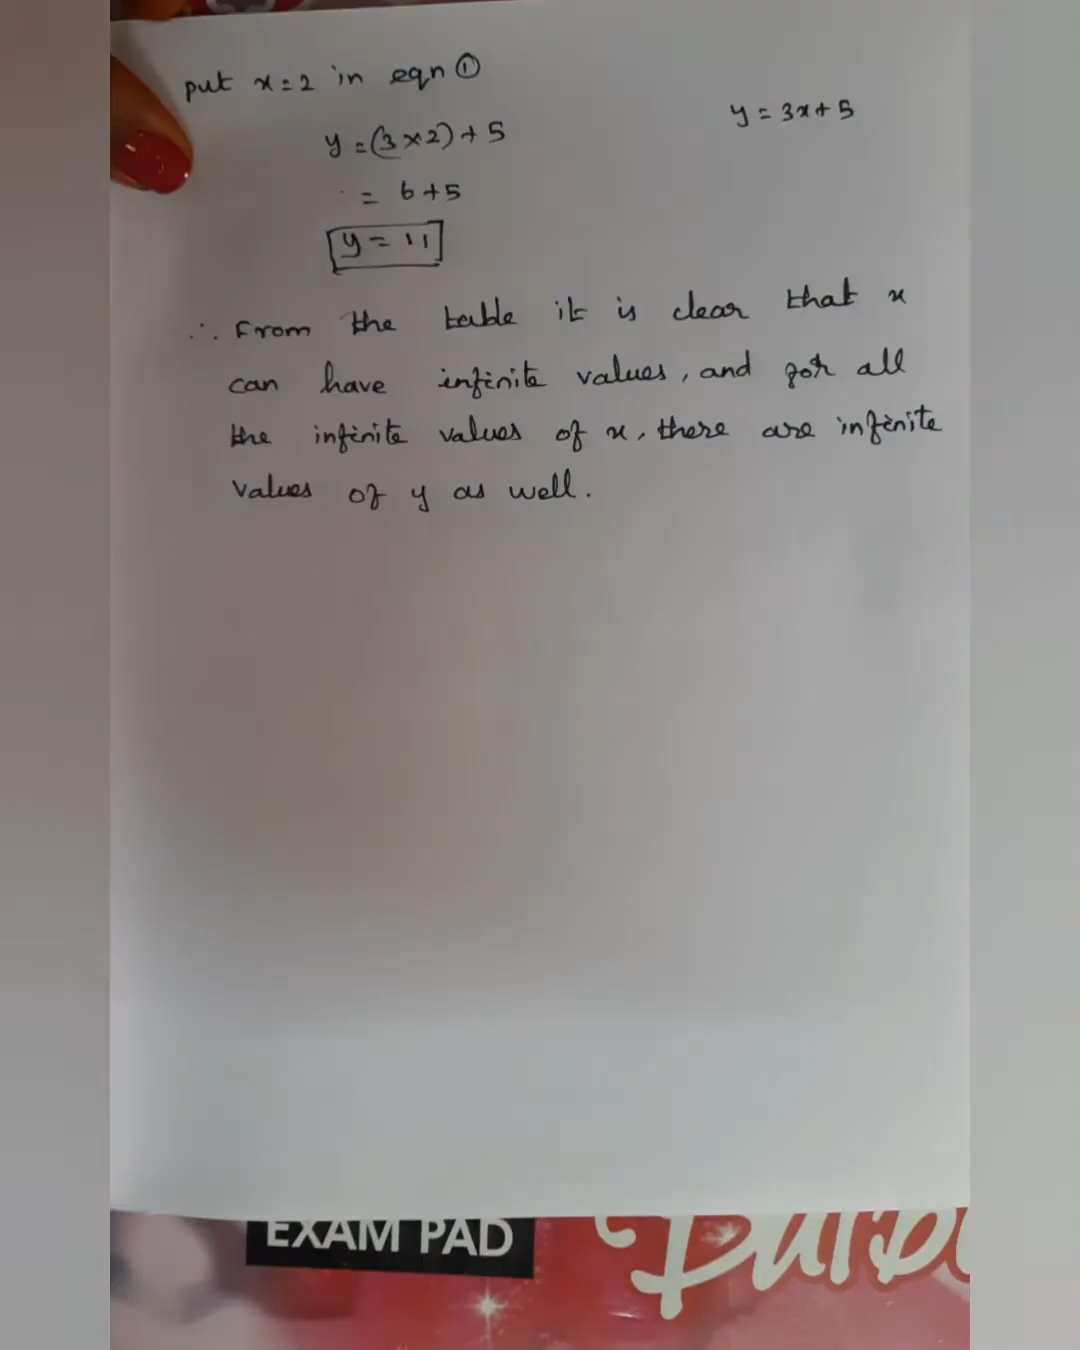 put x = 2 in eqn ①
y = 3x + 5
y = (3 × 2) + 5
= 6 + 5
y = 11
∴ From the table it is clear that x
can have infinite values, and for all
the infinite values of x, there are infinite
values of y as well.
EXAM PAD